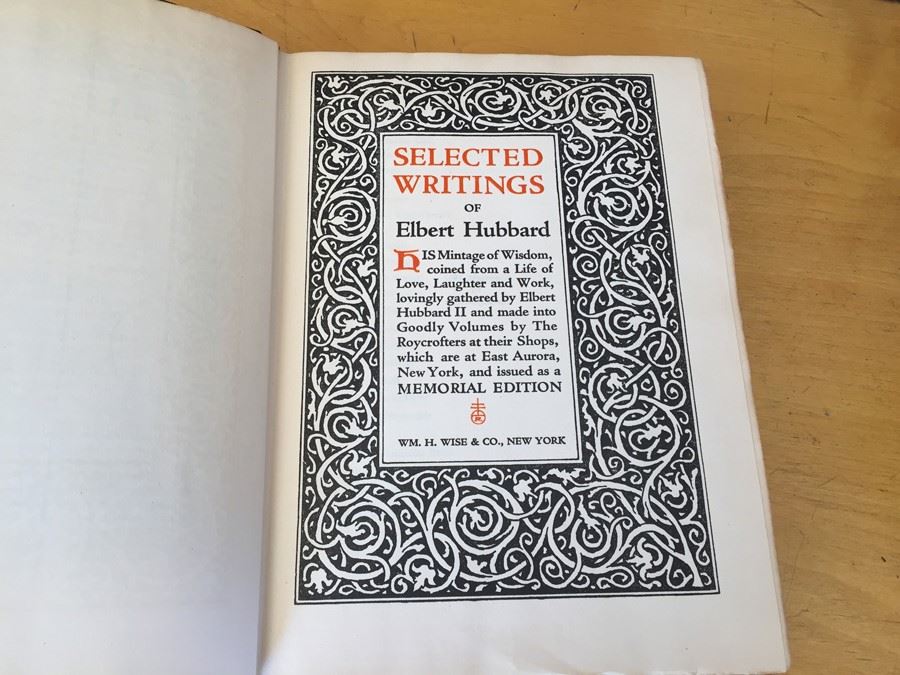 SELECTED
WRITINGS
OF
Elbert Hubbard
HIS Mintage of Wisdom,
coined from a Life of
Love, Laughter and Work,
lovingly gathered by Elbert
Hubbard II and made into
Goodly Volumes by The
Roycrofters at their Shops,
which are at East Aurora,
New York, and issued as a
MEMORIAL EDITION
WM. H. WISE & CO., NEW YORK